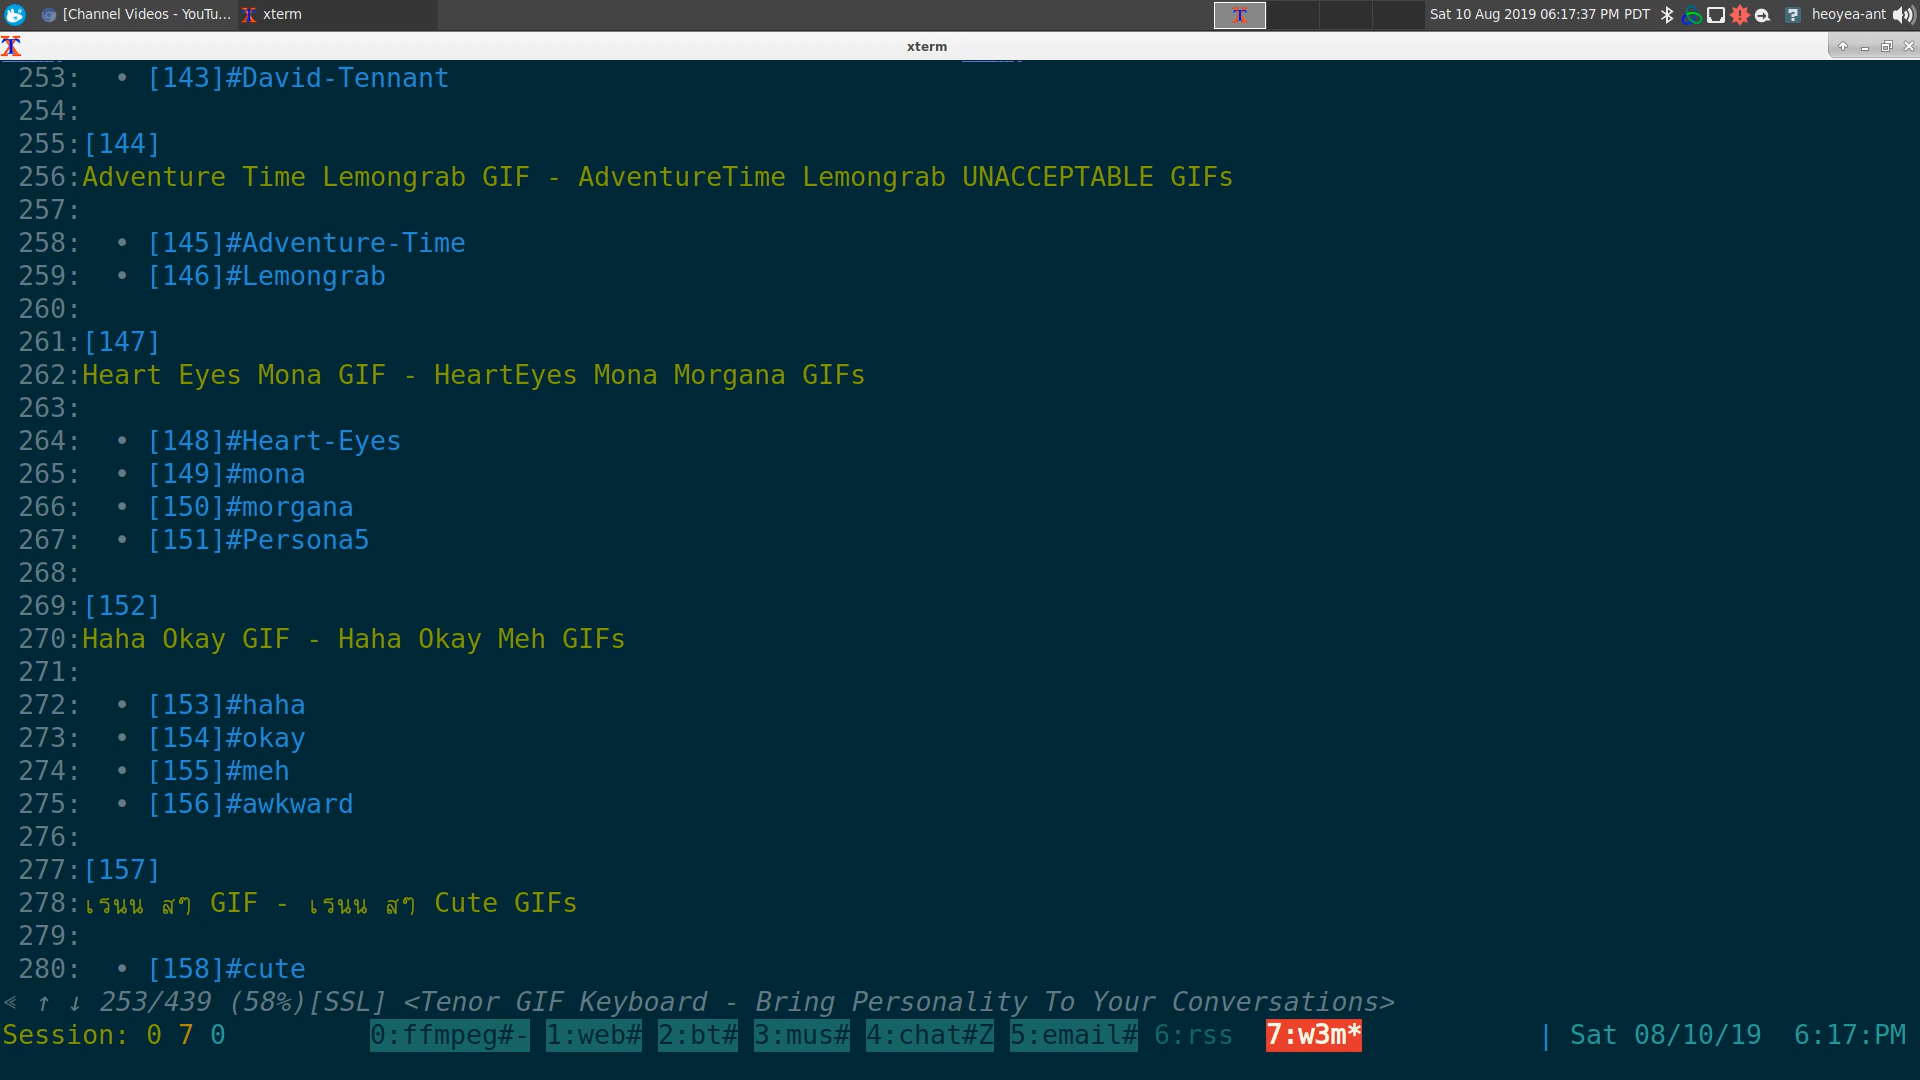 [Channel Videos - YouTu... xterm Sat 10 Aug 2019 06:17:37 PM PDT heoyea-ant
xterm
253: • [143]#David-Tennant
254:
255:[144]
256:Adventure Time Lemongrab GIF - AdventureTime Lemongrab UNACCEPTABLE GIFs
257:
258: • [145]#Adventure-Time
259: • [146]#Lemongrab
260:
261:[147]
262:Heart Eyes Mona GIF - HeartEyes Mona Morgana GIFs
263:
264: • [148]#Heart-Eyes
265: • [149]#mona
266: • [150]#morgana
267: • [151]#Persona5
268:
269:[152]
270:Haha Okay GIF - Haha Okay Meh GIFs
271:
272: • [153]#haha
273: • [154]#okay
274: • [155]#meh
275: • [156]#awkward
276:
277:[157]
278:เรนน สๆ GIF - เรนน สๆ Cute GIFs
279:
280: • [158]#cute
⪡ ↑ ↓ 253/439 (58%)[SSL] <Tenor GIF Keyboard - Bring Personality To Your Conversations>
Session: 0 7 0 0:ffmpeg#- 1:web# 2:bt# 3:mus# 4:chat#Z 5:email# 6:rss 7:w3m* | Sat 08/10/19 6:17:PM